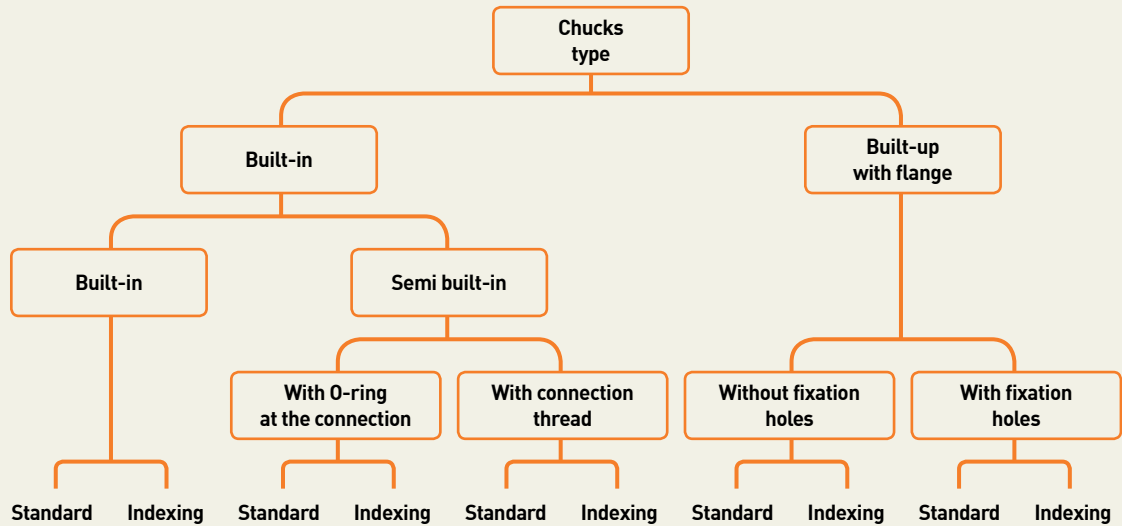 Chucks
type
Built-in
Built-up
with flange
Built-in
Semi built-in
With O-ring
at the connection
With connection
thread
Without fixation
holes
With fixation
holes
Standard
Indexing
Standard
Indexing
Standard
Indexing
Standard
Indexing
Standard
Indexing